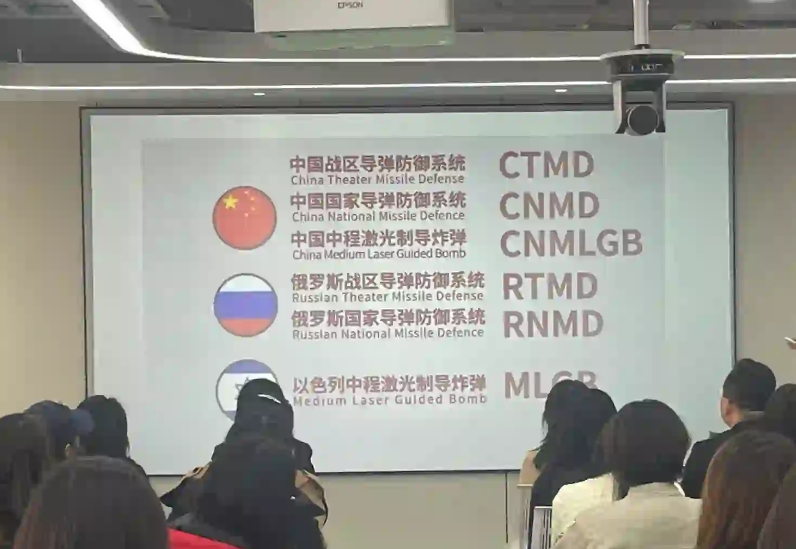 EPSON
中国战区导弹防御系统 CTMD
China Theater Missile Defense
中国国家导弹防御系统 CNMD
China National Missile Defence
中国中程激光制导炸弹 CNMLGB
China Medium Laser Guided Bomb
俄罗斯战区导弹防御系统 RTMD
Russian Theater Missile Defense
俄罗斯国家导弹防御系统 RNMD
Russian National Missile Defence
以色列中程激光制导炸弹 MLGB
Medium Laser Guided Bomb